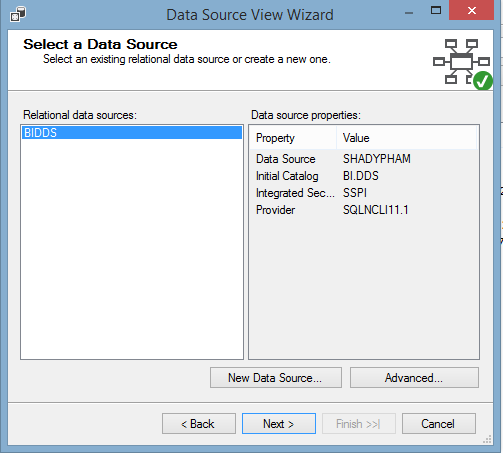 Data Source View Wizard
Select a Data Source
Select an existing relational data source or create a new one.
Relational data sources:
BIDDS
Data source properties:
Property Value
Data Source SHADYPHAM
Initial Catalog BI.DDS
Integrated Sec... SSPI
Provider SQLNCLI11.1
New Data Source... Advanced...
< Back Next > Finish >>| Cancel